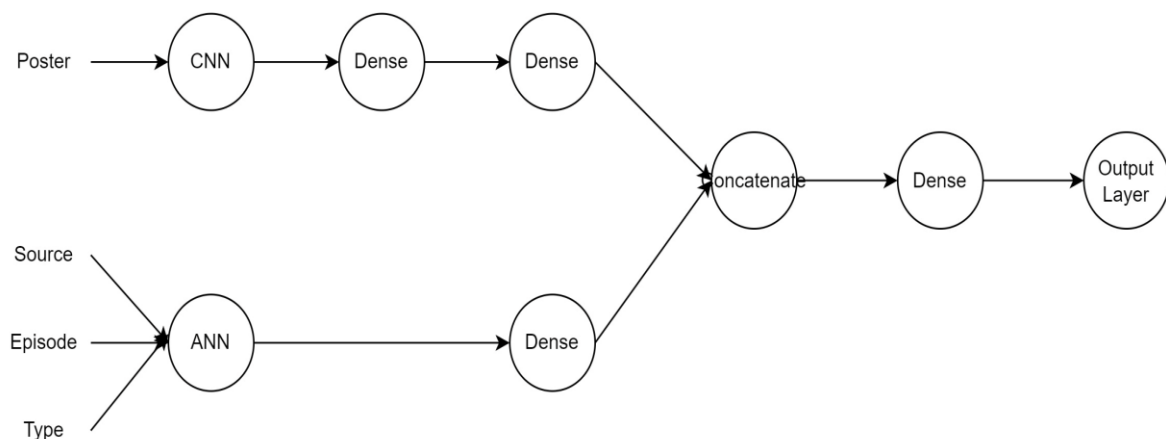 Poster
CNN
Dense
Dense
Concatenate
Dense
Output
Layer
Source
Episode
Type
ANN
Dense